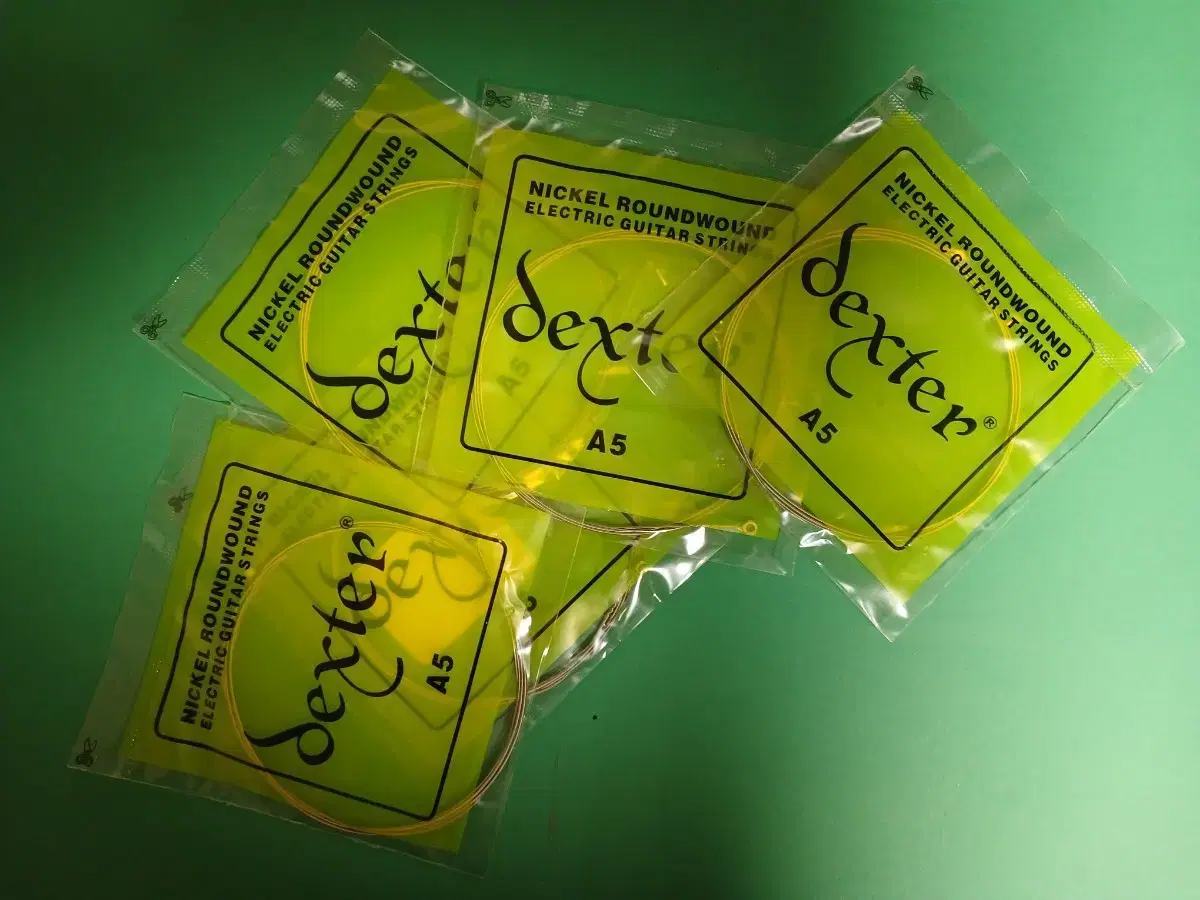 NICKEL ROUNDWOUND
ELECTRIC GUITAR STRINGS
dexter
NICKEL ROUNDWOUND
ELECTRIC GUITAR STRINGS
dexter
A5
NICKEL ROUNDWOUND
ELECTRIC GUITAR STRINGS
dexter®
A5
NICKEL ROUNDWOUND
ELECTRIC GUITAR STRINGS
dexter®
A5